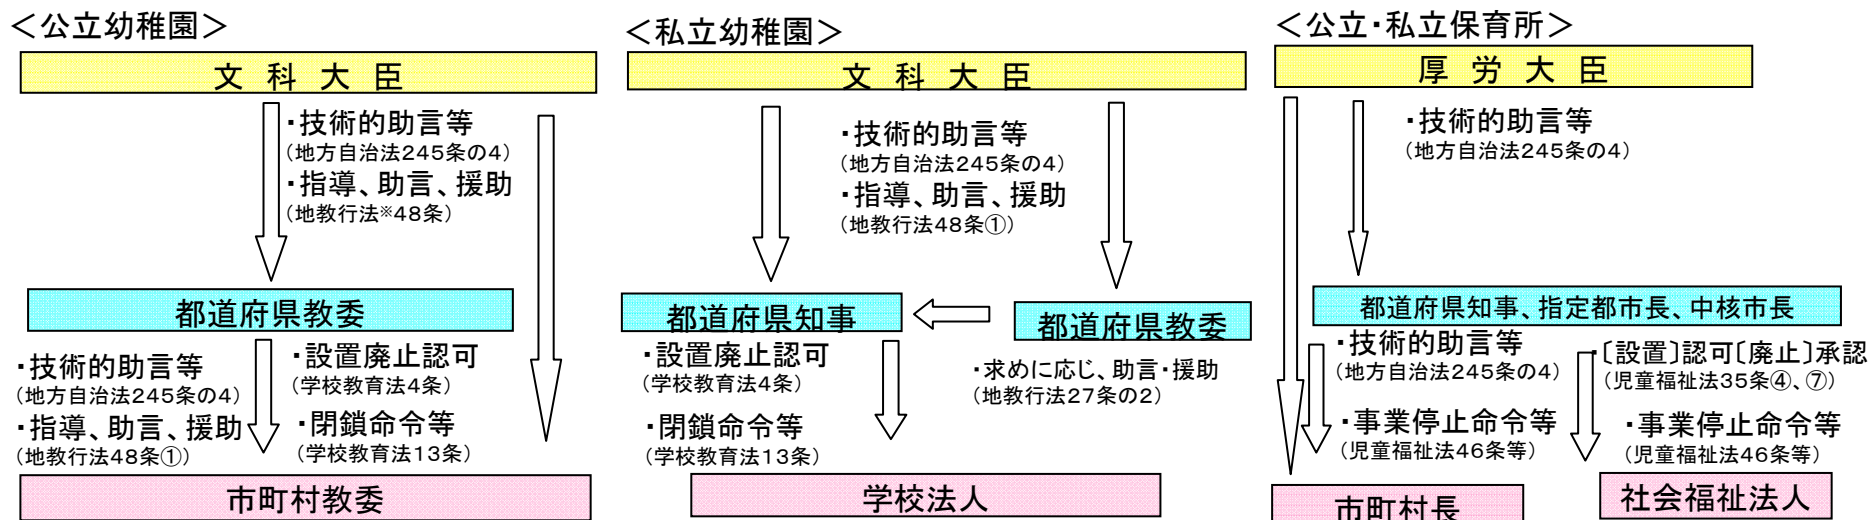 ＜公立幼稚園＞
文 科 大 臣
・技術的助言等
（地方自治法245条の4）
・指導、助言、援助
（地教行法※48条）
都道府県教委
・技術的助言等
（地方自治法245条の4）
・指導、助言、援助
（地教行法48条①）
・設置廃止認可
（学校教育法4条）
・閉鎖命令等
（学校教育法13条）
市町村教委
＜私立幼稚園＞
文 科 大 臣
・技術的助言等
（地方自治法245条の4）
・指導、助言、援助
（地教行法48条①）
都道府県知事
都道府県教委
・設置廃止認可
（学校教育法4条）
・閉鎖命令等
（学校教育法13条）
・求めに応じ、助言・援助
（地教行法27条の2）
学校法人
＜公立・私立保育所＞
厚 労 大 臣
・技術的助言等
（地方自治法245条の4）
都道府県知事、指定都市長、中核市長
・技術的助言等
（地方自治法245条の4）
・事業停止命令等
（児童福祉法46条等）
・〔設置〕認可〔廃止〕承認
（児童福祉法35条④、⑦）
・事業停止命令等
（児童福祉法46条等）
市町村長
社会福祉法人